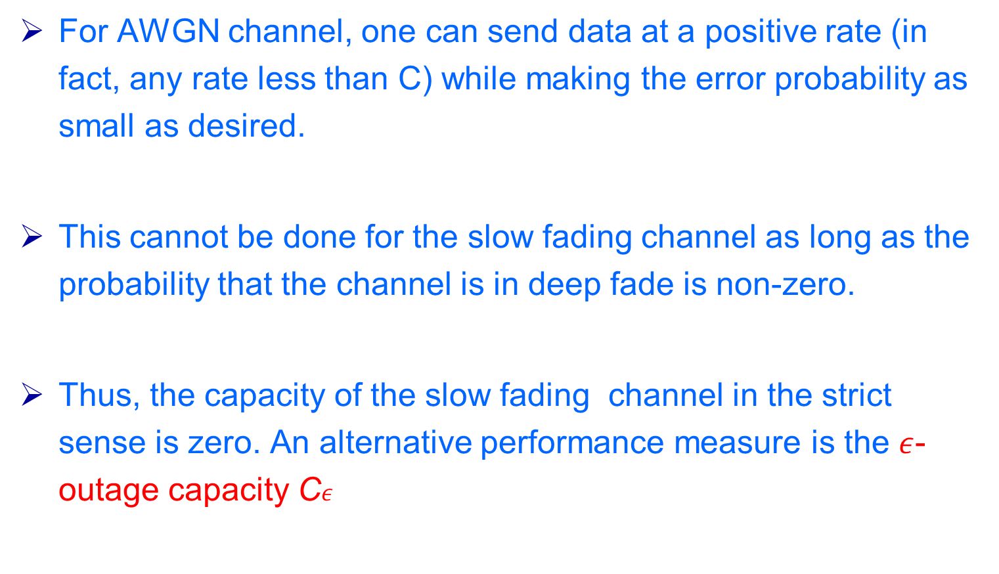 ➢ For AWGN channel, one can send data at a positive rate (in
fact, any rate less than C) while making the error probability as
small as desired.
➢ This cannot be done for the slow fading channel as long as the
probability that the channel is in deep fade is non-zero.
➢ Thus, the capacity of the slow fading  channel in the strict
sense is zero. An alternative performance measure is the ϵ-
outage capacity Cϵ